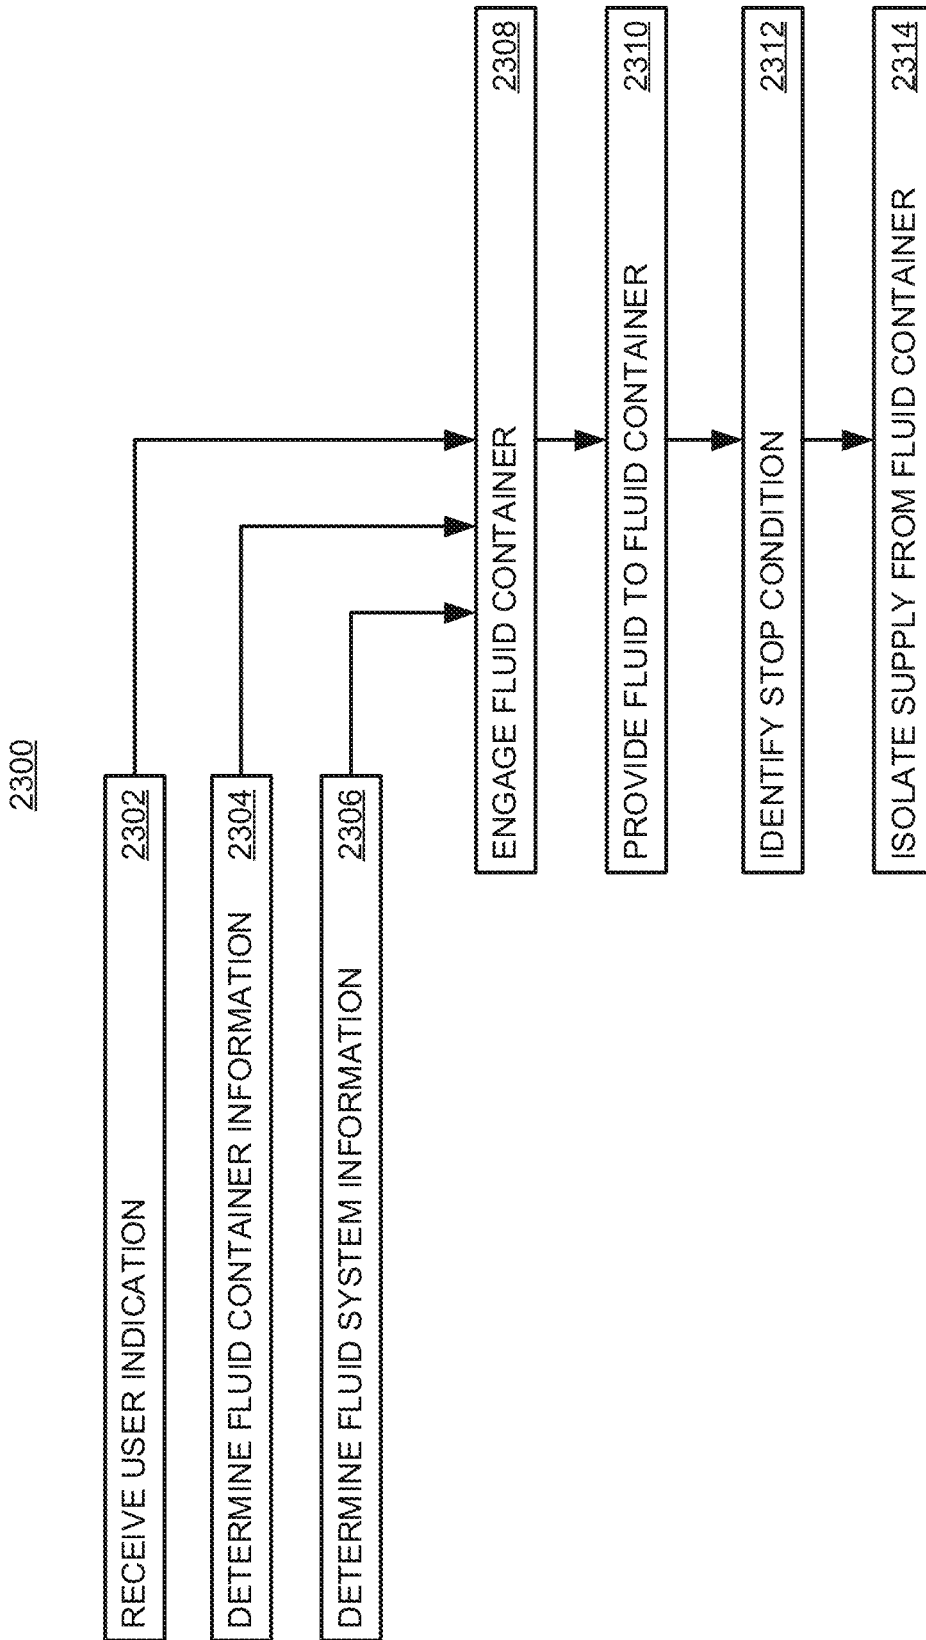 2300
RECEIVE USER INDICATION 2302
DETERMINE FLUID CONTAINER INFORMATION 2304
DETERMINE FLUID SYSTEM INFORMATION 2306
ENGAGE FLUID CONTAINER 2308
PROVIDE FLUID TO FLUID CONTAINER 2310
IDENTIFY STOP CONDITION 2312
ISOLATE SUPPLY FROM FLUID CONTAINER 2314